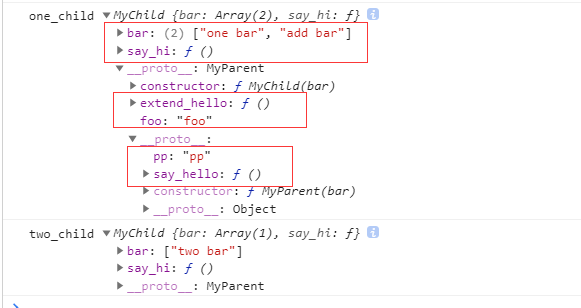 one_child ▼MyChild {bar: Array(2), say_hi: ƒ} i
▶bar: (2) ["one bar", "add bar"]
▶say_hi: ƒ ()
▼__proto__: MyParent
▶constructor: ƒ MyChild(bar)
▶extend_hello: ƒ ()
foo: "foo"
▼__proto__:
pp: "pp"
▶say_hello: ƒ ()
▶constructor: ƒ MyParent(bar)
▶__proto__: Object
two_child ▼MyChild {bar: Array(1), say_hi: ƒ} i
▶bar: ["two bar"]
▶say_hi: ƒ ()
▶__proto__: MyParent